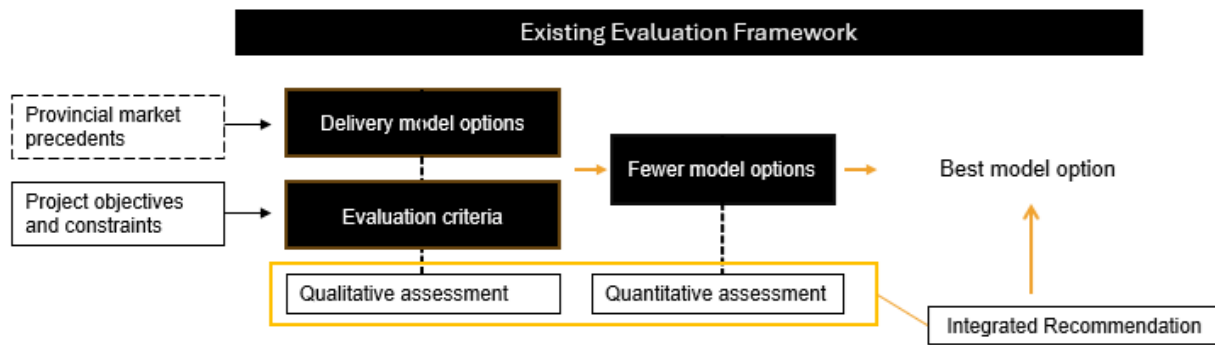 Existing Evaluation Framework
Provincial market
precedents
Delivery model options
Fewer model options
Best model option
Project objectives
and constraints
Evaluation criteria
Qualitative assessment
Quantitative assessment
Integrated Recommendation